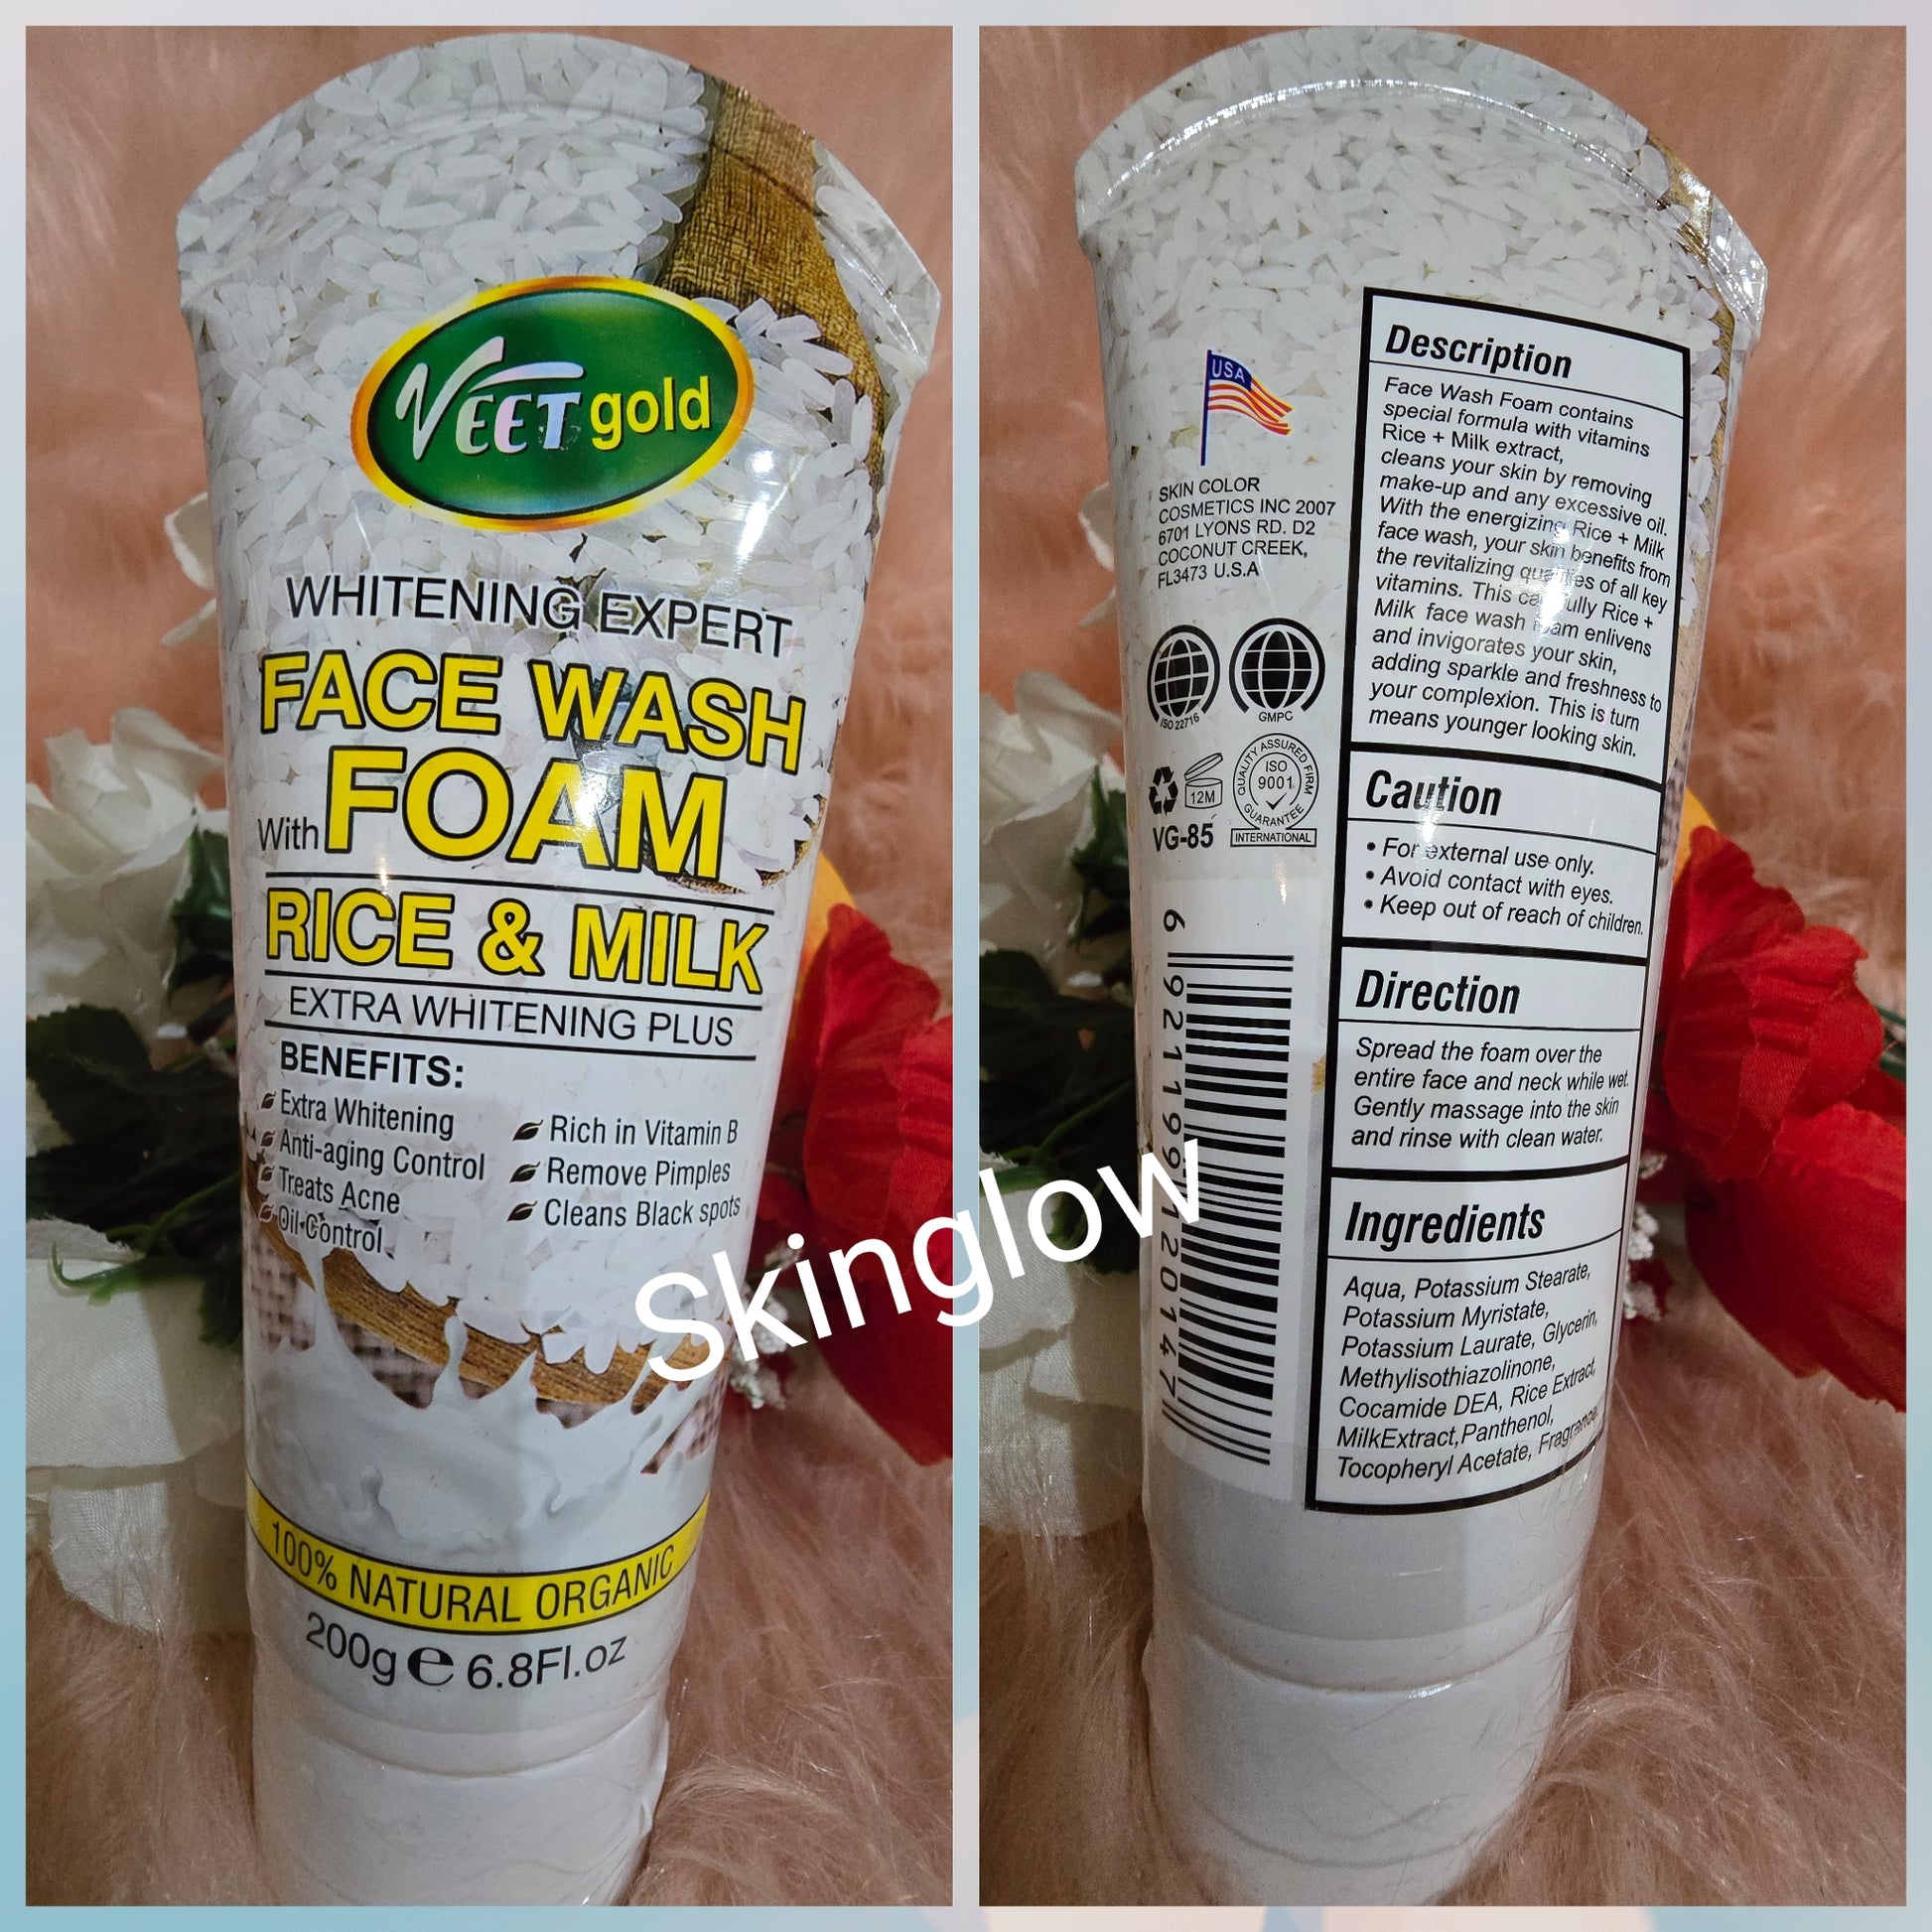 VEET gold
WHITENING EXPERT
FACE WASH
With FOAM
RICE & MILK
EXTRA WHITENING PLUS
BENEFITS:
Extra Whitening
Anti-aging Control
Treats Acne
Oil Control
Rich in Vitamin B
Remove Pimples
Cleans Black spots
100% NATURAL ORGANIC
200g e 6.8Fl.oz
Skinglow
USA
SKIN COLOR
COSMETICS INC 2007
6701 LYONS RD. D2
COCONUT CREEK,
FL3473 U.S.A
ISO 22716
GMPC
12M
QUALITY ASSURED FIRM
ISO
9001
GUARANTEE
INTERNATIONAL
VG-85
6 921199120147
Description
Face Wash Foam contains
special formula with vitamins
Rice + Milk extract,
cleans your skin by removing
make-up and any excessive oil.
With the energizing Rice + Milk
face wash, your skin benefits from
the revitalizing qualities of all key
vitamins. This carefully Rice +
Milk face wash foam enlivens
and invigorates your skin,
adding sparkle and freshness to
your complexion. This is turn
means younger looking skin.
Caution
• For external use only.
• Avoid contact with eyes.
• Keep out of reach of children.
Direction
Spread the foam over the
entire face and neck while wet.
Gently massage into the skin
and rinse with clean water.
Ingredients
Aqua, Potassium Stearate,
Potassium Myristate,
Potassium Laurate, Glycerin,
Methylisothiazolinone,
Cocamide DEA, Rice Extract,
MilkExtract,Panthenol,
Tocopheryl Acetate, Fragrance.